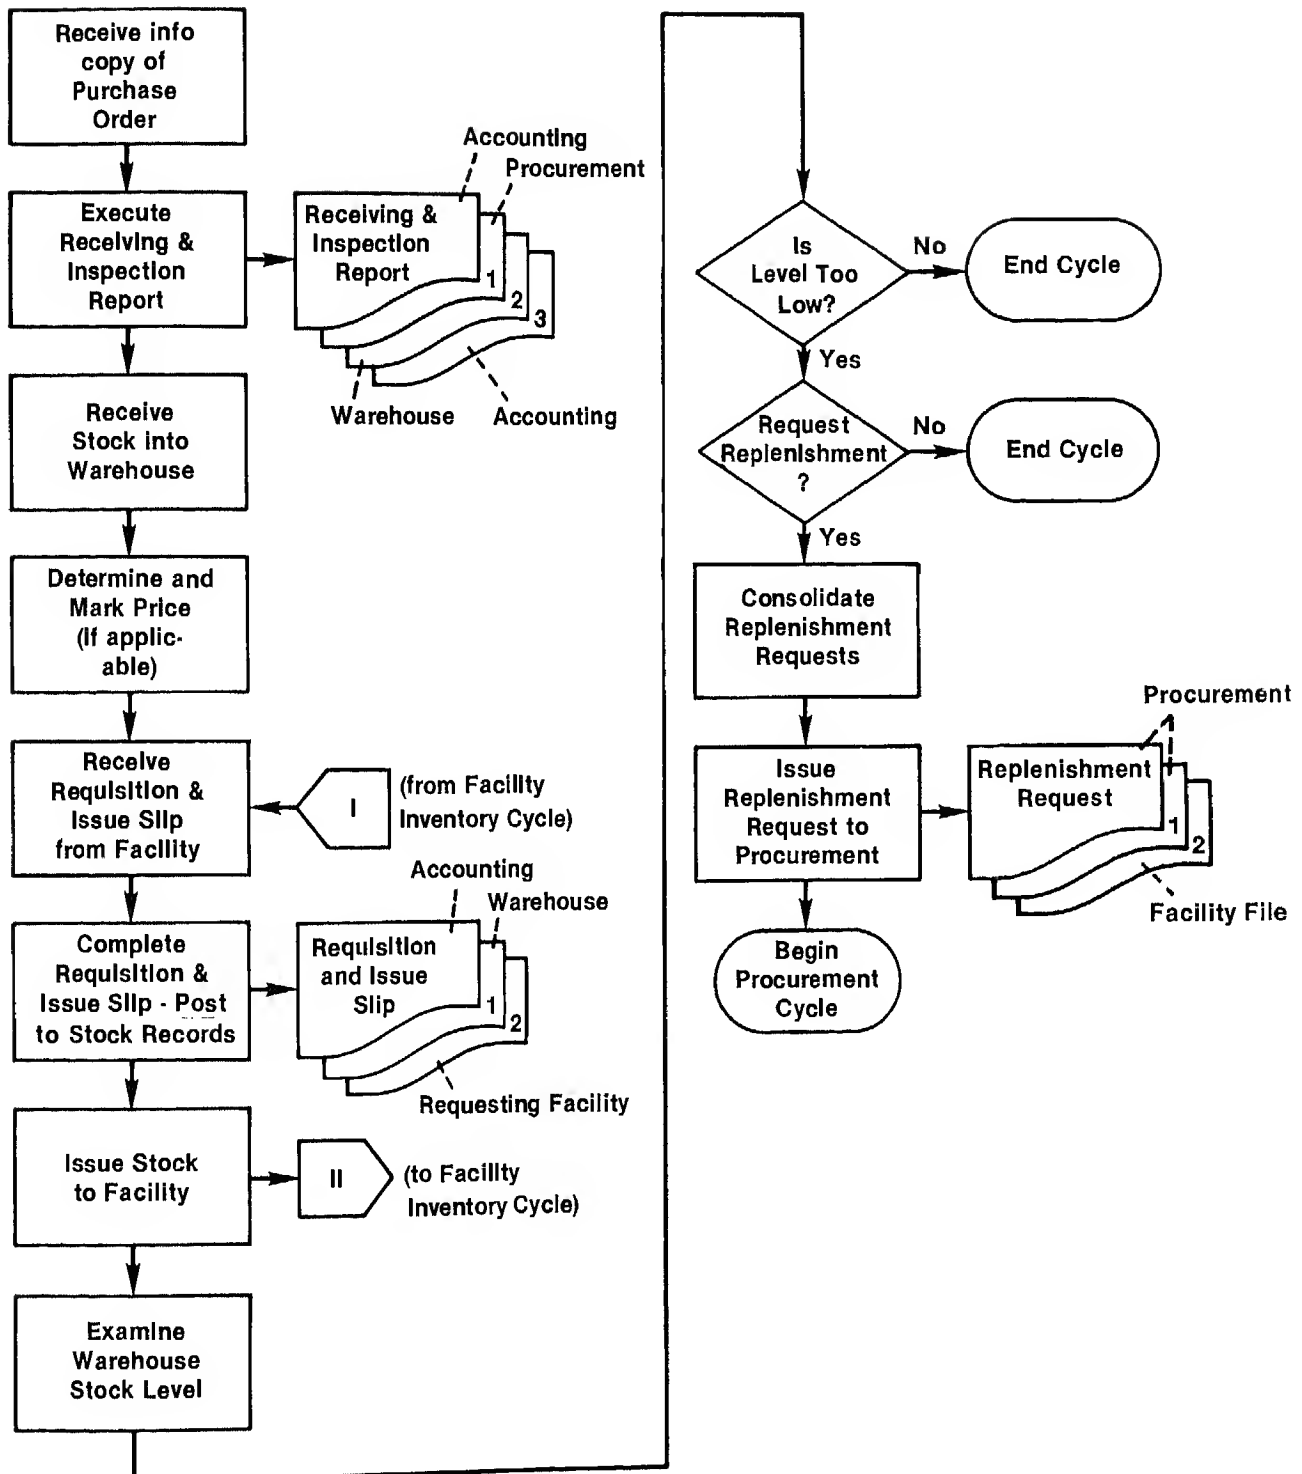 Receive info
copy of
Purchase
Order
Execute
Receiving &
Inspection
Report
Accounting
Procurement
Receiving &
Inspection
Report
1
2
3
Warehouse
Accounting
Receive
Stock into
Warehouse
Determine and
Mark Price
(If applic-
able)
Receive
Requisition &
Issue Slip
from Facility
I
(from Facility
Inventory Cycle)
Complete
Requisition &
Issue Slip - Post
to Stock Records
Accounting
Warehouse
Requisition
and Issue
Slip
1
2
Requesting Facility
Issue Stock
to Facility
II
(to Facility
Inventory Cycle)
Examine
Warehouse
Stock Level
Is
Level Too
Low?
No
End Cycle
Yes
Request
Replenishment
?
No
End Cycle
Yes
Consolidate
Replenishment
Requests
Issue
Replenishment
Request to
Procurement
Procurement
Replenishment
Request
1
2
Facility File
Begin
Procurement
Cycle